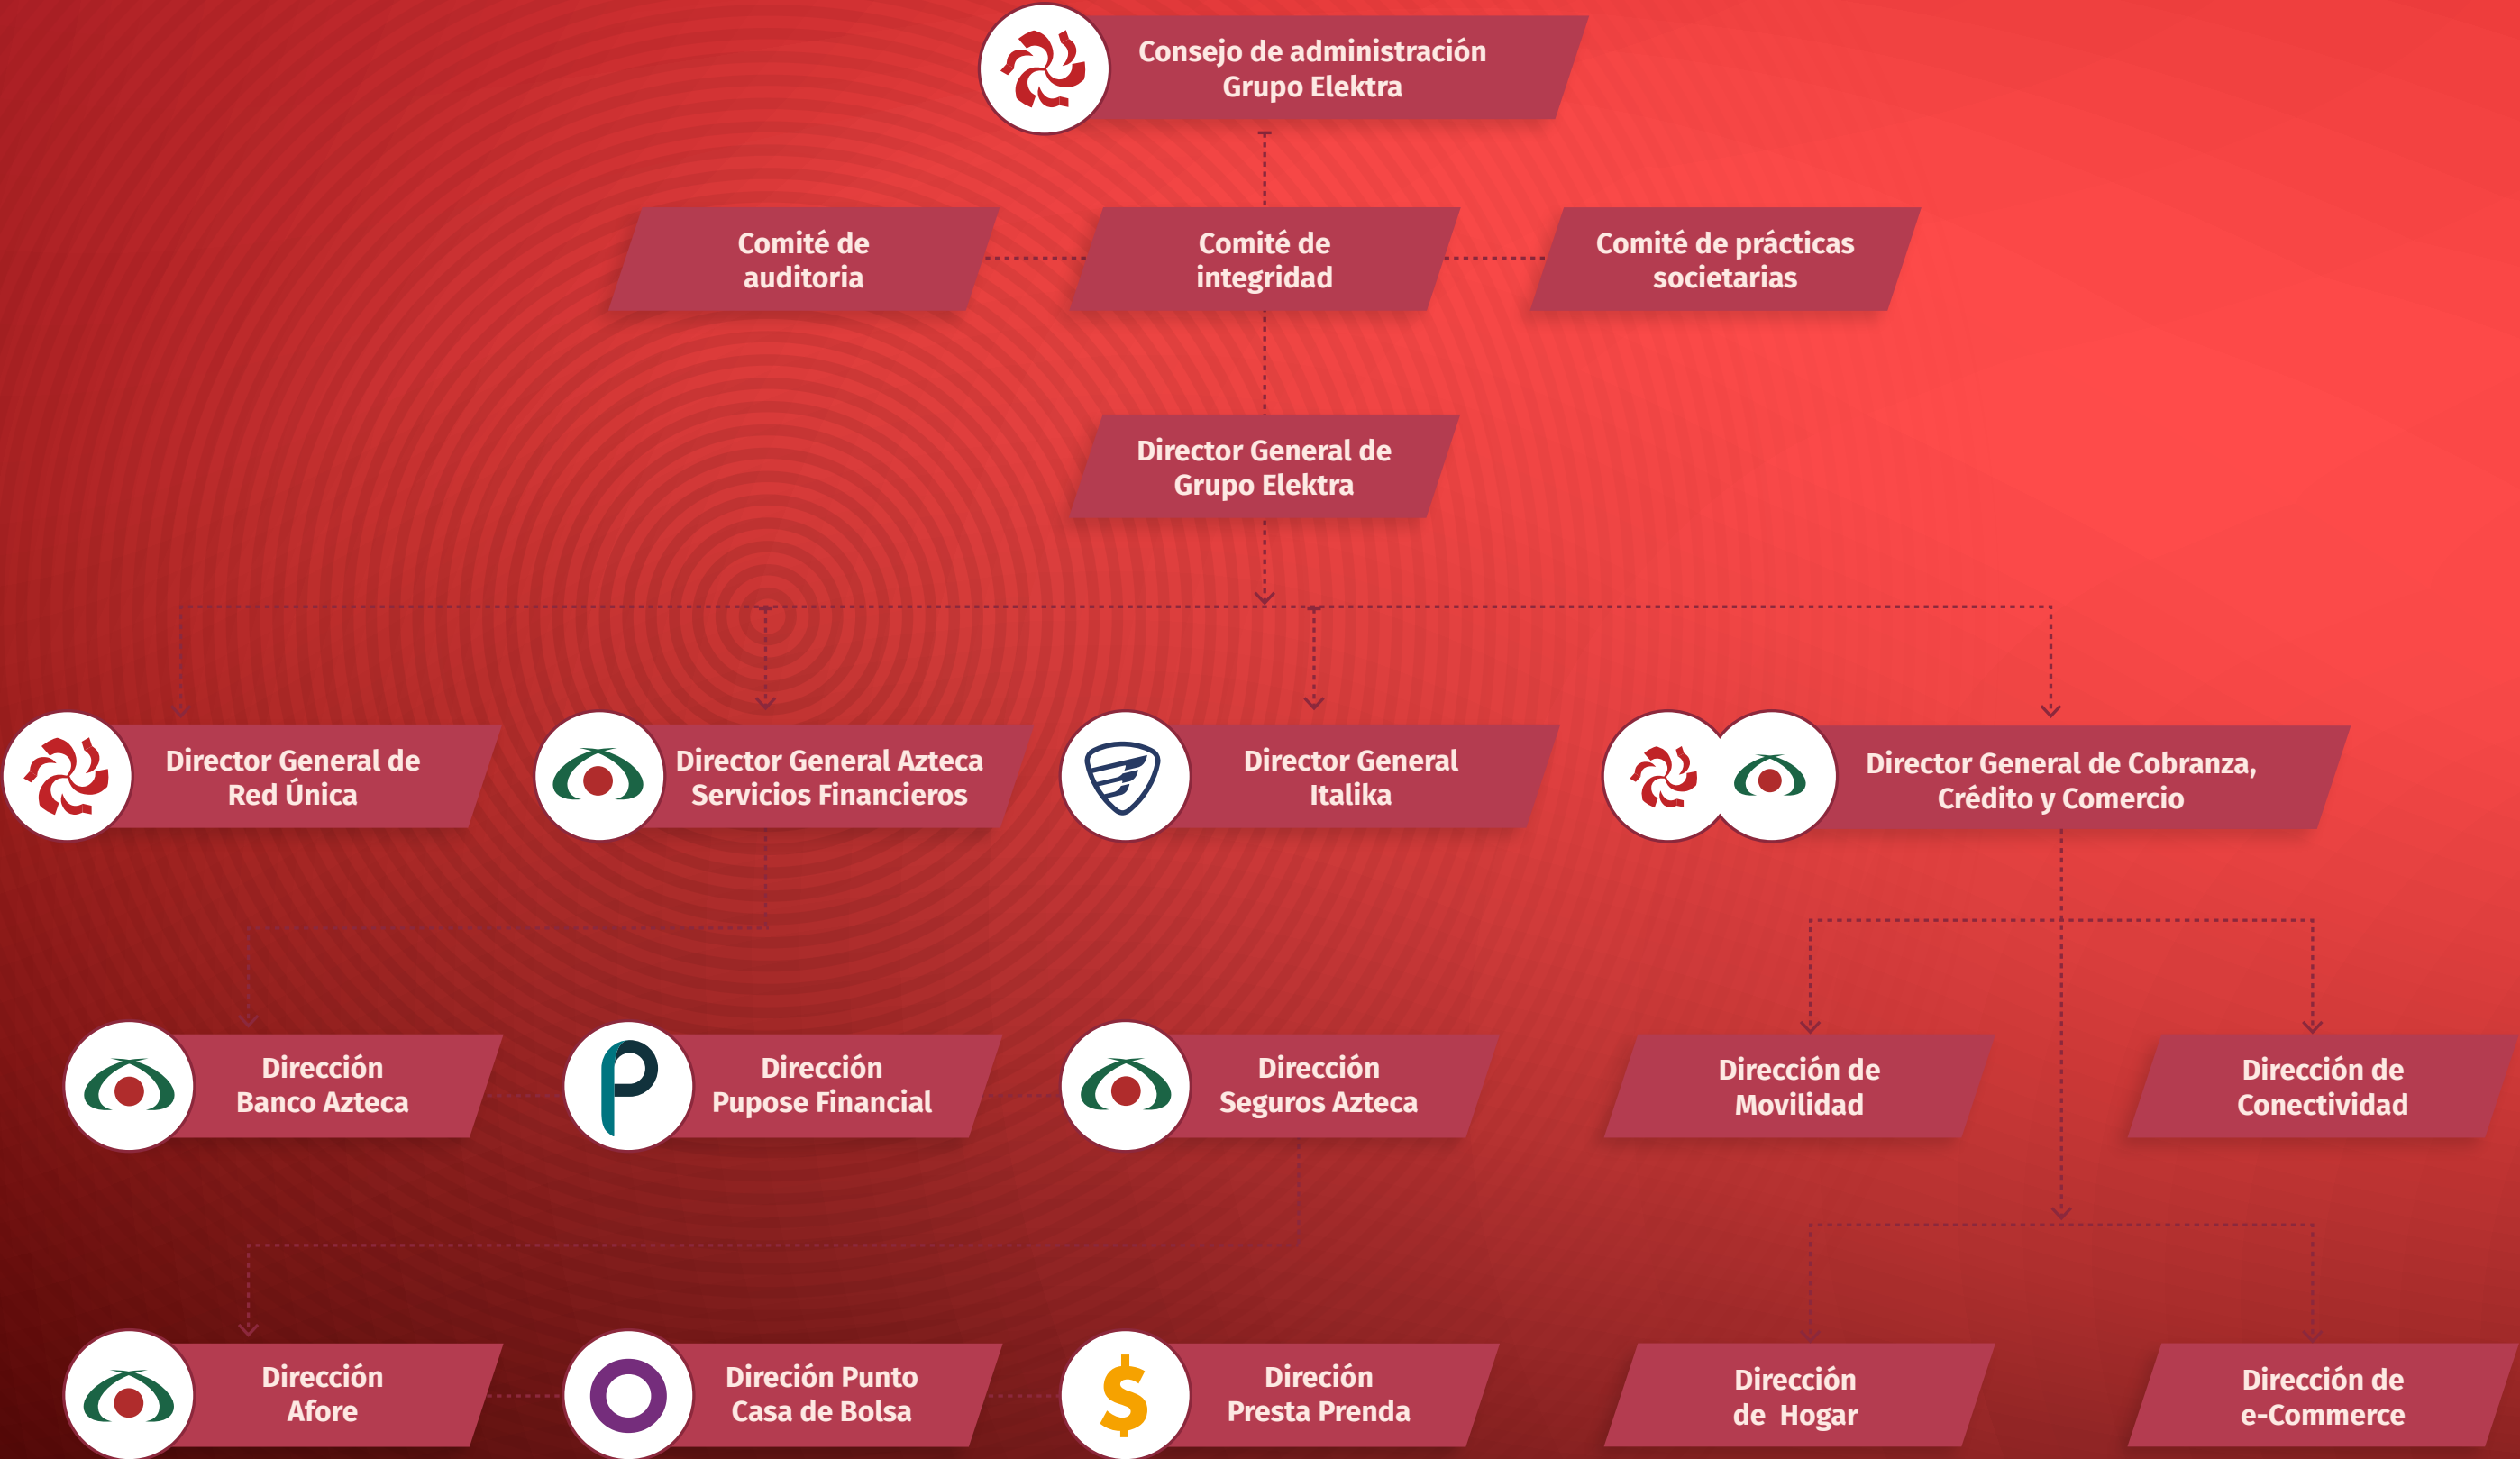 Consejo de administración
Grupo Elektra
Comité de
auditoria
Comité de
integridad
Comité de prácticas
societarias
Director General de
Grupo Elektra
Director General de
Red Única
Director General Azteca
Servicios Financieros
Director General
Italika
Director General de Cobranza,
Crédito y Comercio
Dirección
Banco Azteca
Dirección
Pupose Financial
Dirección
Seguros Azteca
Dirección de
Movilidad
Dirección de
Conectividad
Dirección
Afore
Direción Punto
Casa de Bolsa
Direción
Presta Prenda
Dirección
de  Hogar
Dirección de
e-Commerce